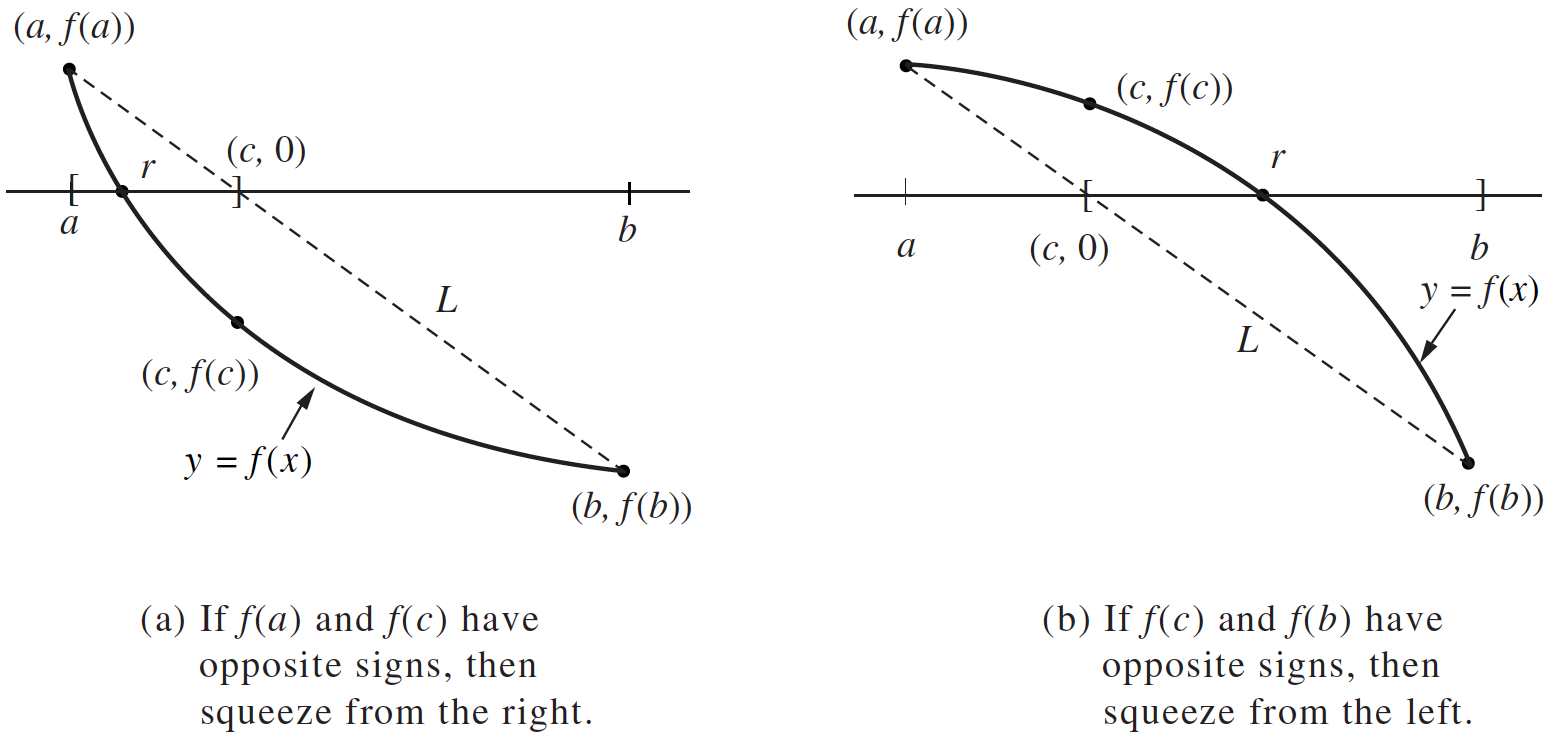 (a, f(a))
r
(c, 0)
[
]
a
b
L
(c, f(c))
y = f(x)
(b, f(b))
(a) If f(a) and f(c) have
opposite signs, then
squeeze from the right.
(a, f(a))
(c, f(c))
r
[
]
a
(c, 0)
b
y = f(x)
L
(b, f(b))
(b) If f(c) and f(b) have
opposite signs, then
squeeze from the left.